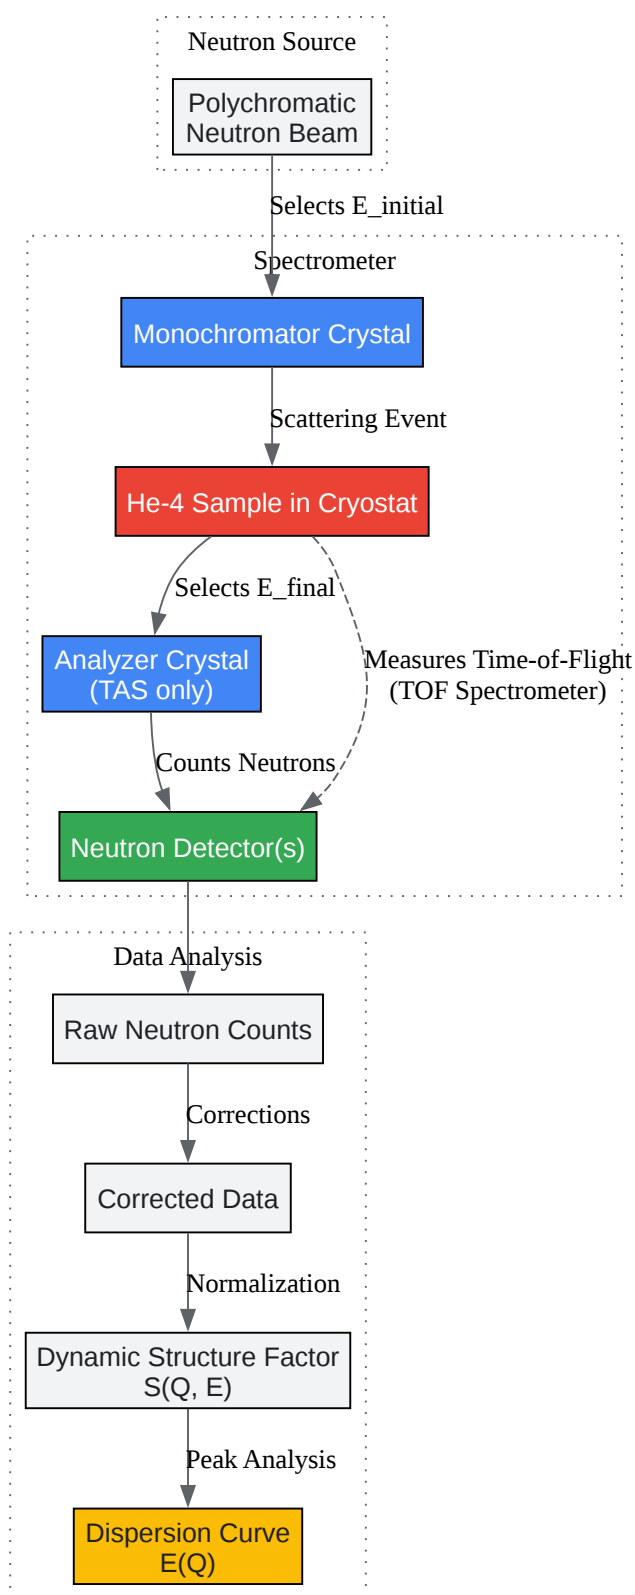 Neutron Source
Polychromatic
Neutron Beam
Selects E_initial
Spectrometer
Monochromator Crystal
Scattering Event
He-4 Sample in Cryostat
Selects E_final
Analyzer Crystal
(TAS only)
Measures Time-of-Flight
(TOF Spectrometer)
Counts Neutrons
Neutron Detector(s)
Data Analysis
Raw Neutron Counts
Corrections
Corrected Data
Normalization
Dynamic Structure Factor
S(Q, E)
Peak Analysis
Dispersion Curve
E(Q)